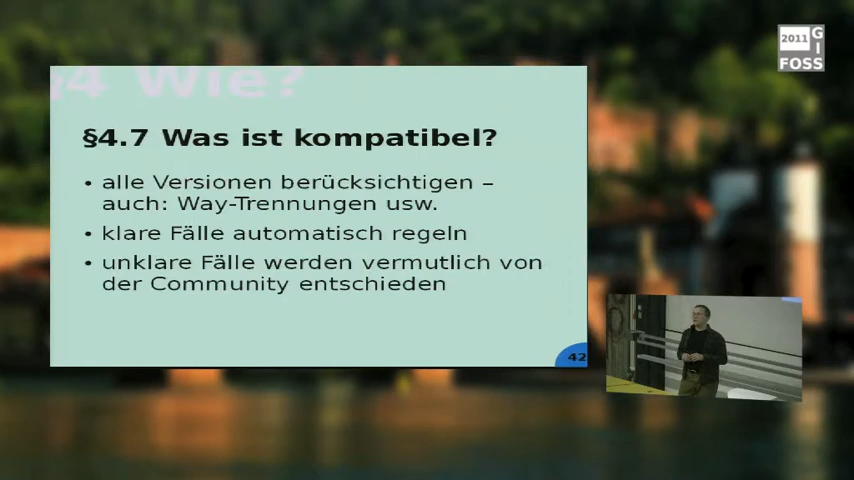 §4 Wie?
§4.7 Was ist kompatibel?
• alle Versionen berücksichtigen –
auch: Way-Trennungen usw.
• klare Fälle automatisch regeln
• unklare Fälle werden vermutlich von
der Community entschieden
42
2011 G
I
FOSS